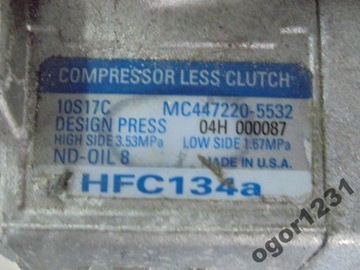 COMPRESSOR LESS CLUTCH
10S17C MC447220-5532
DESIGN PRESS 04H 000087
HIGH SIDE 3.53MPa LOW SIDE 1.67MPa
ND-OIL 8 MADE IN U.S.A.
HFC134a
ogor1231